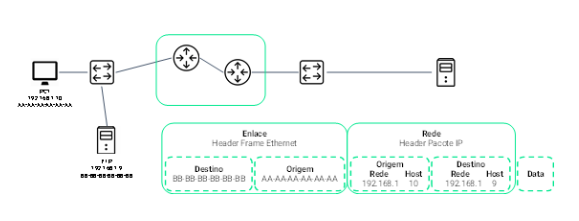 PC1
192.168.1.10
AA-AA-AA-AA-AA-AA
FTP
192.168.1.9
BB-BB-BB-BB-BB-BB
Enlace
Header Frame Ethernet
Rede
Header Pacote IP
Destino
BB-BB-BB-BB-BB-BB
Origem
AA-AA-AA-AA-AA-AA
Origem
Rede Host
192.168.1 10
Destino
Rede Host
192.168.1 9
Data